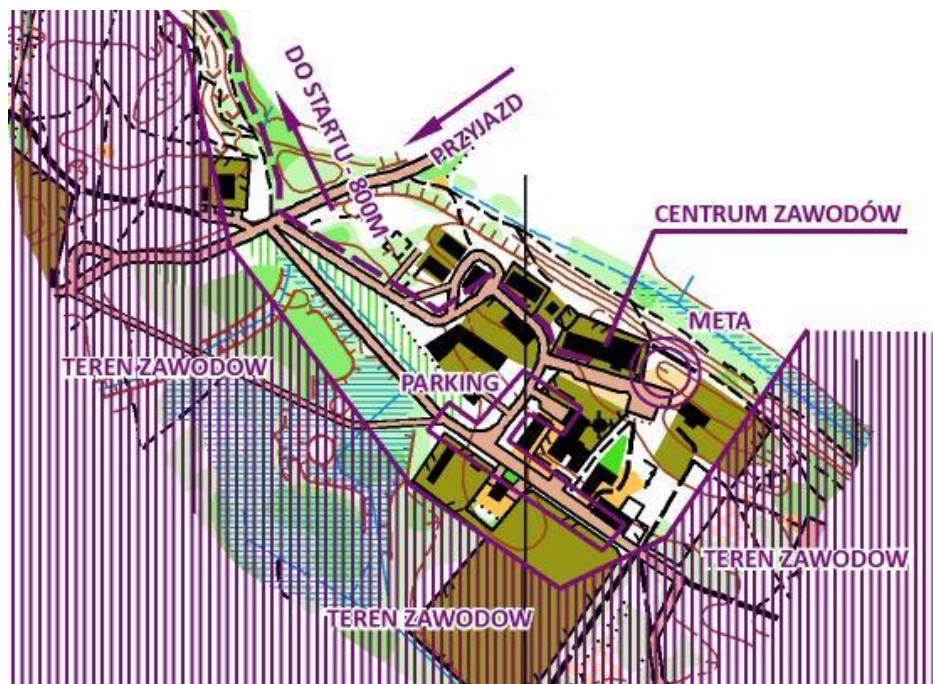 DO STARTU - 800M
PRZYJAZD
CENTRUM ZAWODÓW
META
TEREN ZAWODOW
PARKING
TEREN ZAWODOW
TEREN ZAWODOW